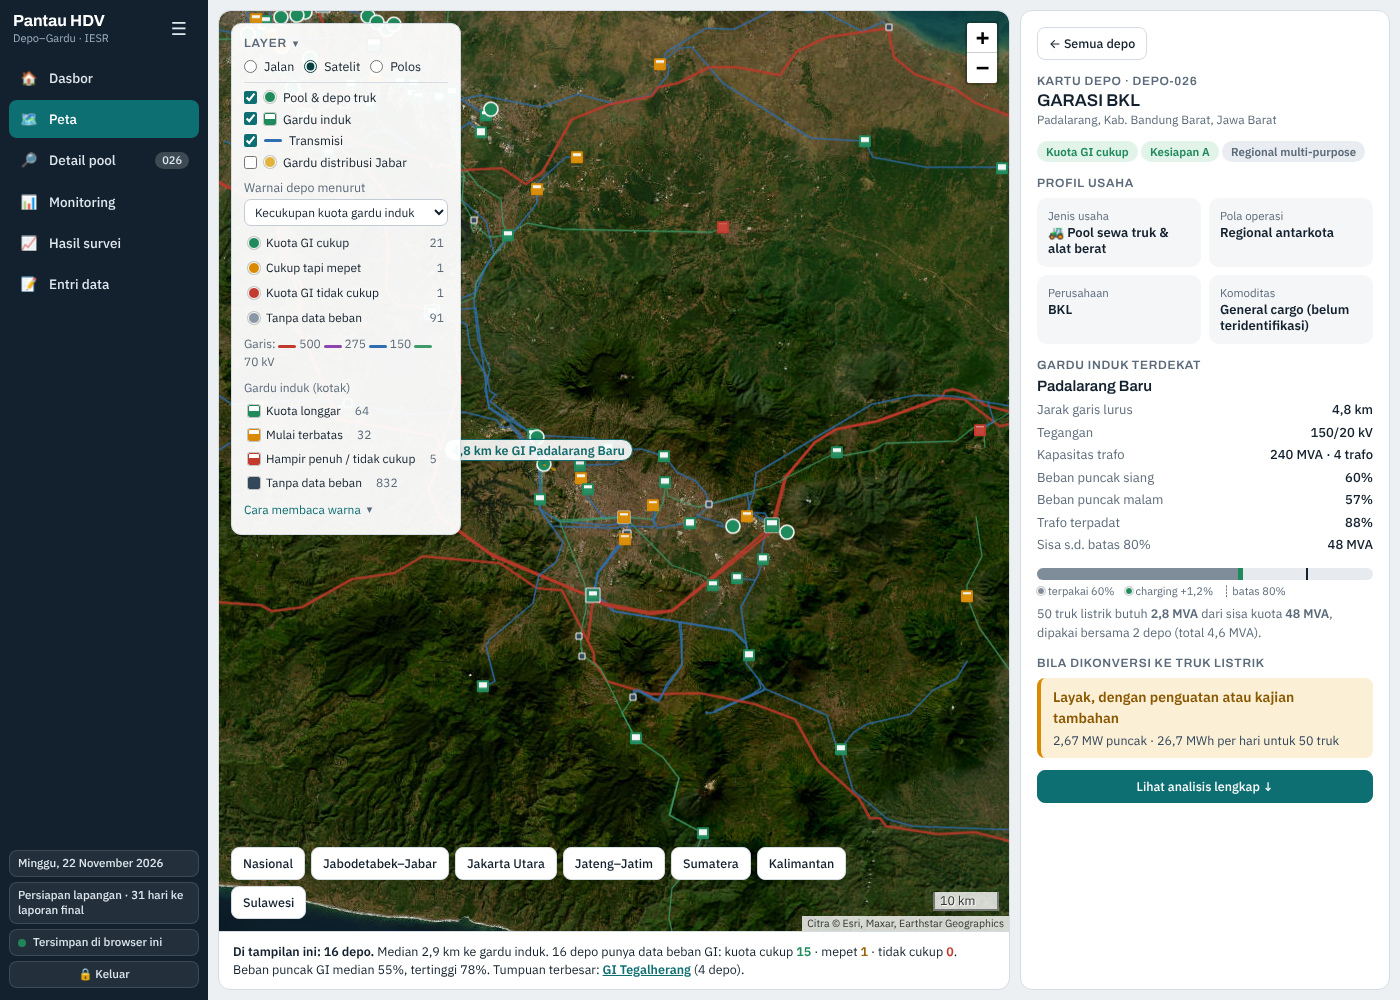 Pantau HDV
Depo–Gardu · IESR
Dasbor
Peta
Detail pool 026
Monitoring
Hasil survei
Entri data
Minggu, 22 November 2026
Persiapan lapangan · 31 hari ke
laporan final
Tersimpan di browser ini
Keluar
LAYER ▾
Jalan Satelit Polos
Pool & depo truk
Gardu induk
Transmisi
Gardu distribusi Jabar
Warnai depo menurut
Kecukupan kuota gardu induk
Kuota GI cukup 21
Cukup tapi mepet 1
Kuota GI tidak cukup 1
Tanpa data beban 91
Garis: 500 275 150
70 kV
Gardu induk (kotak)
Kuota longgar 64
Mulai terbatas 32
Hampir penuh / tidak cukup 5
Tanpa data beban 832
Cara membaca warna ▾
,8 km ke GI Padalarang Baru
+
−
Nasional Jabodetabek–Jabar Jakarta Utara Jateng–Jatim Sumatera Kalimantan
Sulawesi
10 km
Citra © Esri, Maxar, Earthstar Geographics
Di tampilan ini: 16 depo. Median 2,9 km ke gardu induk. 16 depo punya data beban GI: kuota cukup 15 · mepet 1 · tidak cukup 0.
Beban puncak GI median 55%, tertinggi 78%. Tumpuan terbesar: GI Tegalherang (4 depo).
← Semua depo
KARTU DEPO · DEPO-026
GARASI BKL
Padalarang, Kab. Bandung Barat, Jawa Barat
Kuota GI cukup Kesiapan A Regional multi-purpose
PROFIL USAHA
Jenis usaha
Pool sewa truk &
alat berat
Pola operasi
Regional antarkota
Perusahaan
BKL
Komoditas
General cargo (belum
teridentifikasi)
GARDU INDUK TERDEKAT
Padalarang Baru
Jarak garis lurus 4,8 km
Tegangan 150/20 kV
Kapasitas trafo 240 MVA · 4 trafo
Beban puncak siang 60%
Beban puncak malam 57%
Trafo terpadat 88%
Sisa s.d. batas 80% 48 MVA
terpakai 60% charging +1,2% batas 80%
50 truk listrik butuh 2,8 MVA dari sisa kuota 48 MVA,
dipakai bersama 2 depo (total 4,6 MVA).
BILA DIKONVERSI KE TRUK LISTRIK
Layak, dengan penguatan atau kajian
tambahan
2,67 MW puncak · 26,7 MWh per hari untuk 50 truk
Lihat analisis lengkap ↓